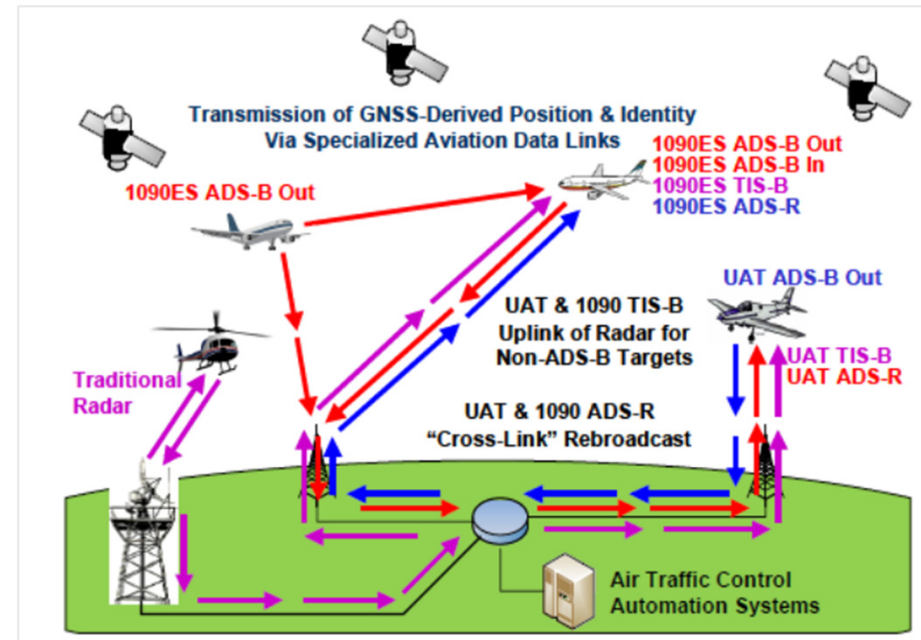 Transmission of GNSS-Derived Position & Identity
Via Specialized Aviation Data Links
1090ES ADS-B Out
1090ES ADS-B Out
1090ES ADS-B In
1090ES TIS-B
1090ES ADS-R
UAT & 1090 TIS-B
Uplink of Radar for
Non-ADS-B Targets
UAT ADS-B Out
UAT TIS-B
UAT ADS-R
Traditional
Radar
UAT & 1090 ADS-R
“Cross-Link” Rebroadcast
Air Traffic Control
Automation Systems